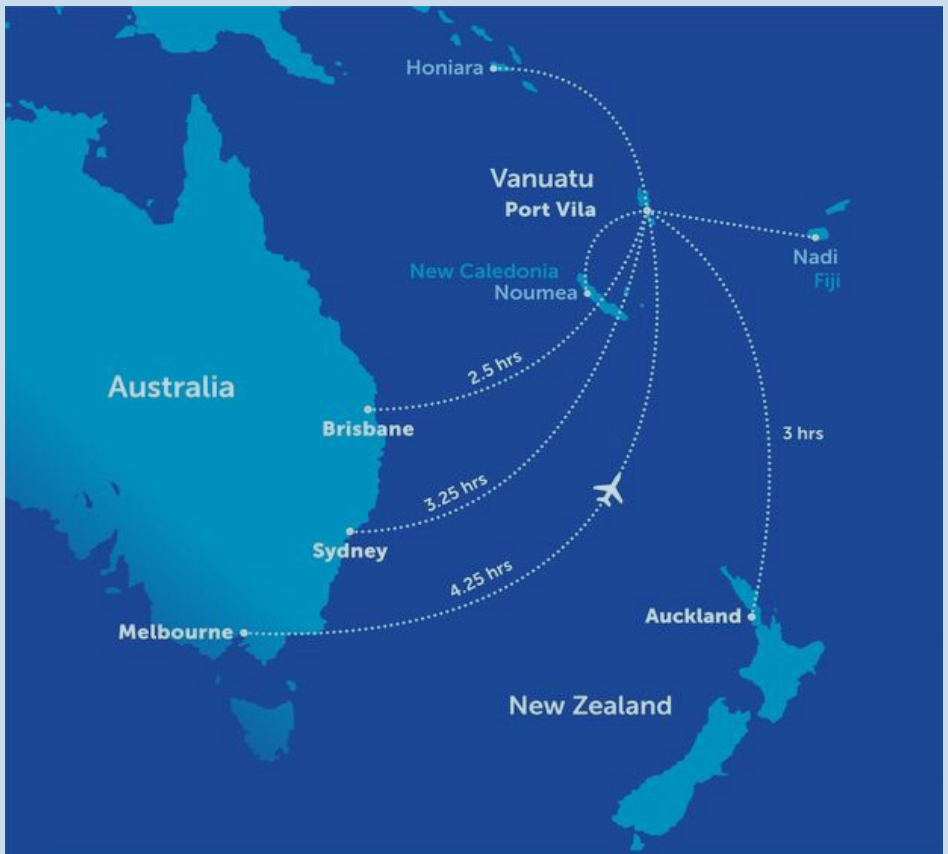 Honiara
Vanuatu
Port Vila
Nadi
Fiji
New Caledonia
Noumea
2.5 hrs
Australia
Brisbane
3 hrs
3.25 hrs
Sydney
4.25 hrs
Melbourne
Auckland
New Zealand